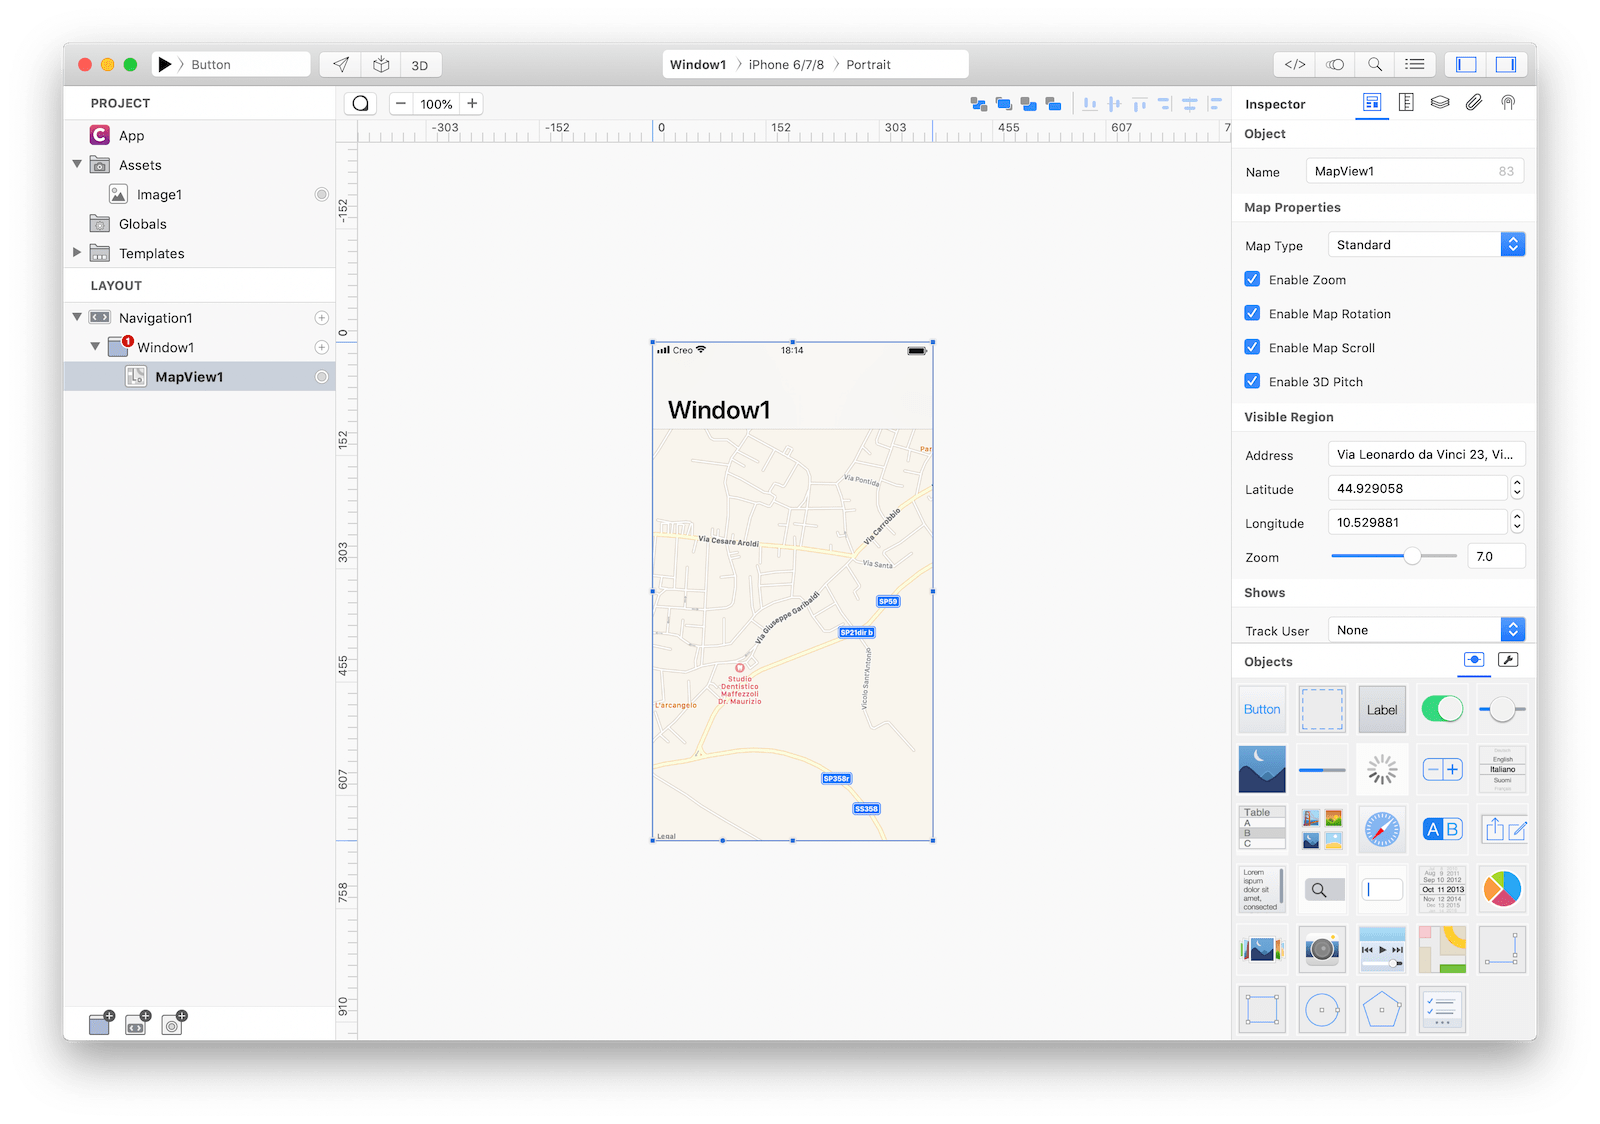 Button
3D
Window1 iPhone 6/7/8 Portrait
</>
PROJECT
App
Assets
Image1
Globals
Templates
LAYOUT
Navigation1
1
Window1
MapView1
100%
-303 -152 0 152 303 455 607 7
-152
0
152
303
455
607
758
910
Creo 18:14
Window1
Par
Via Pontida
Via Carrobbio
Via Cesare Aroldi
Via Santa
SP59
Via Giuseppe Garibaldi
SP21dir b
Vicolo Sant'Antonio
Studio
Dentistico
Maffezzoli
Dr. Maurizio
L'arcangelo
SP358r
SS358
Legal
Inspector
Object
Name MapView1 83
Map Properties
Map Type Standard
Enable Zoom
Enable Map Rotation
Enable Map Scroll
Enable 3D Pitch
Visible Region
Address Via Leonardo da Vinci 23, Vi...
Latitude 44.929058
Longitude 10.529881
Zoom 7.0
Shows
Track User None
Objects
Button
Label
English
Italiano
Suomi
Table
A
B
C
A B
Lorem
ispum
dolor sit
amet,
consected
Aug 9 2011
Sep 10 2012
Oct 11 2013
Nov 12 2014
Dec 13 2015